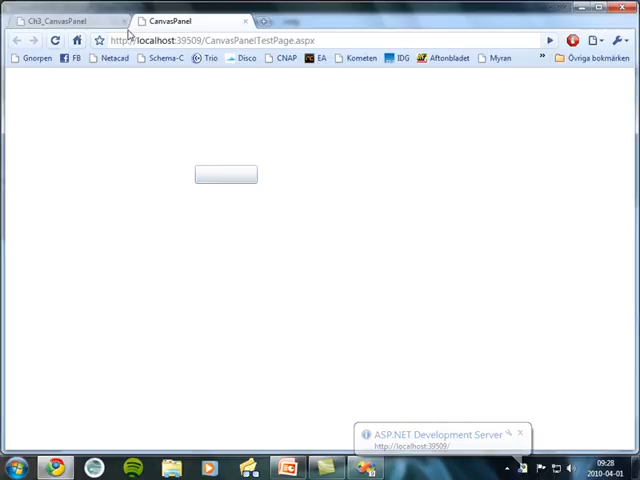 Ch3_CanvasPanel
CanvasPanel
http://localhost:39509/CanvasPanelTestPage.aspx
Gnorpen FB Netacad Schema-C Trio Disco CNAP EA Kometen IDG Aftonbladet Myran » Övriga bokmärken
ASP.NET Development Server
http://localhost:39509/
09:28
2010-04-01